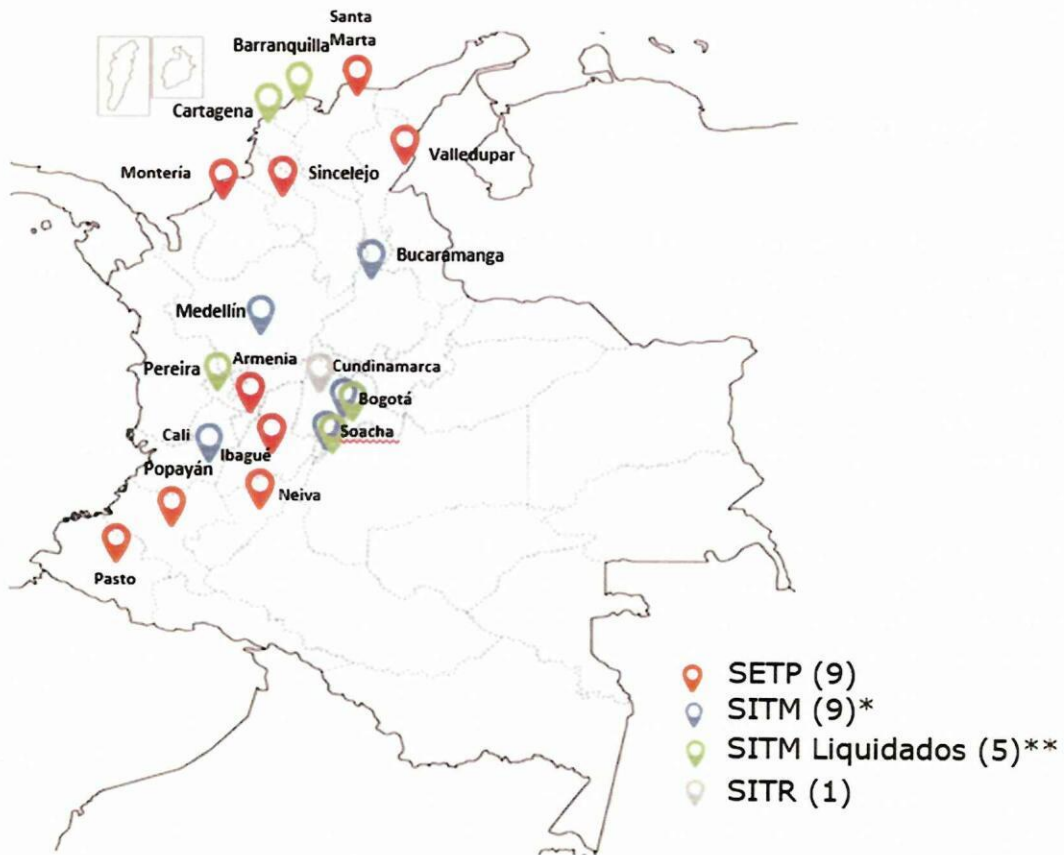 Santa
Marta
Barranquilla
Cartagena
Valledupar
Montería
Sincelejo
Bucaramanga
Medellín
Pereira
Armenia
Cundinamarca
Bogotá
Cali
Ibagué
Soacha
Popayán
Neiva
Pasto
SETP (9)
SITM (9)*
SITM Liquidados (5)**
SITR (1)